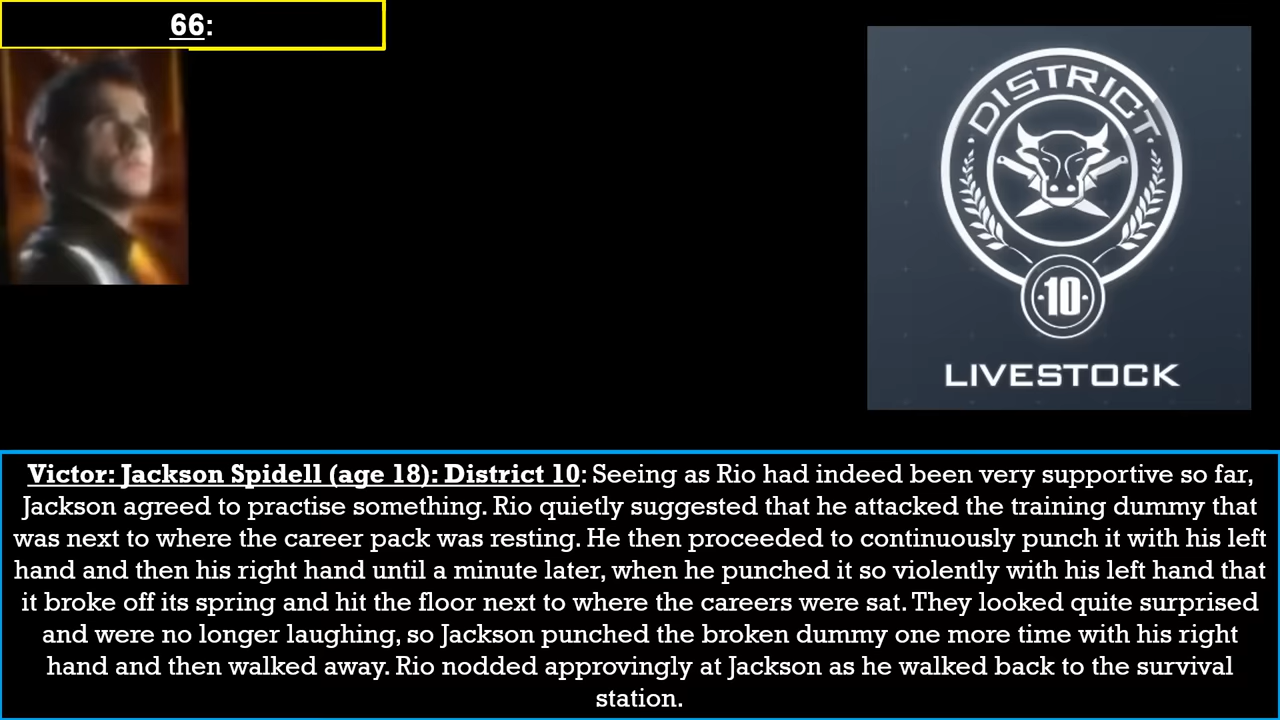 66:
DISTRICT
10
LIVESTOCK
Victor: Jackson Spidell (age 18): District 10: Seeing as Rio had indeed been very supportive so far,
Jackson agreed to practise something. Rio quietly suggested that he attacked the training dummy that
was next to where the career pack was resting. He then proceeded to continuously punch it with his left
hand and then his right hand until a minute later, when he punched it so violently with his left hand that
it broke off its spring and hit the floor next to where the careers were sat. They looked quite surprised
and were no longer laughing, so Jackson punched the broken dummy one more time with his right
hand and then walked away. Rio nodded approvingly at Jackson as he walked back to the survival
station.